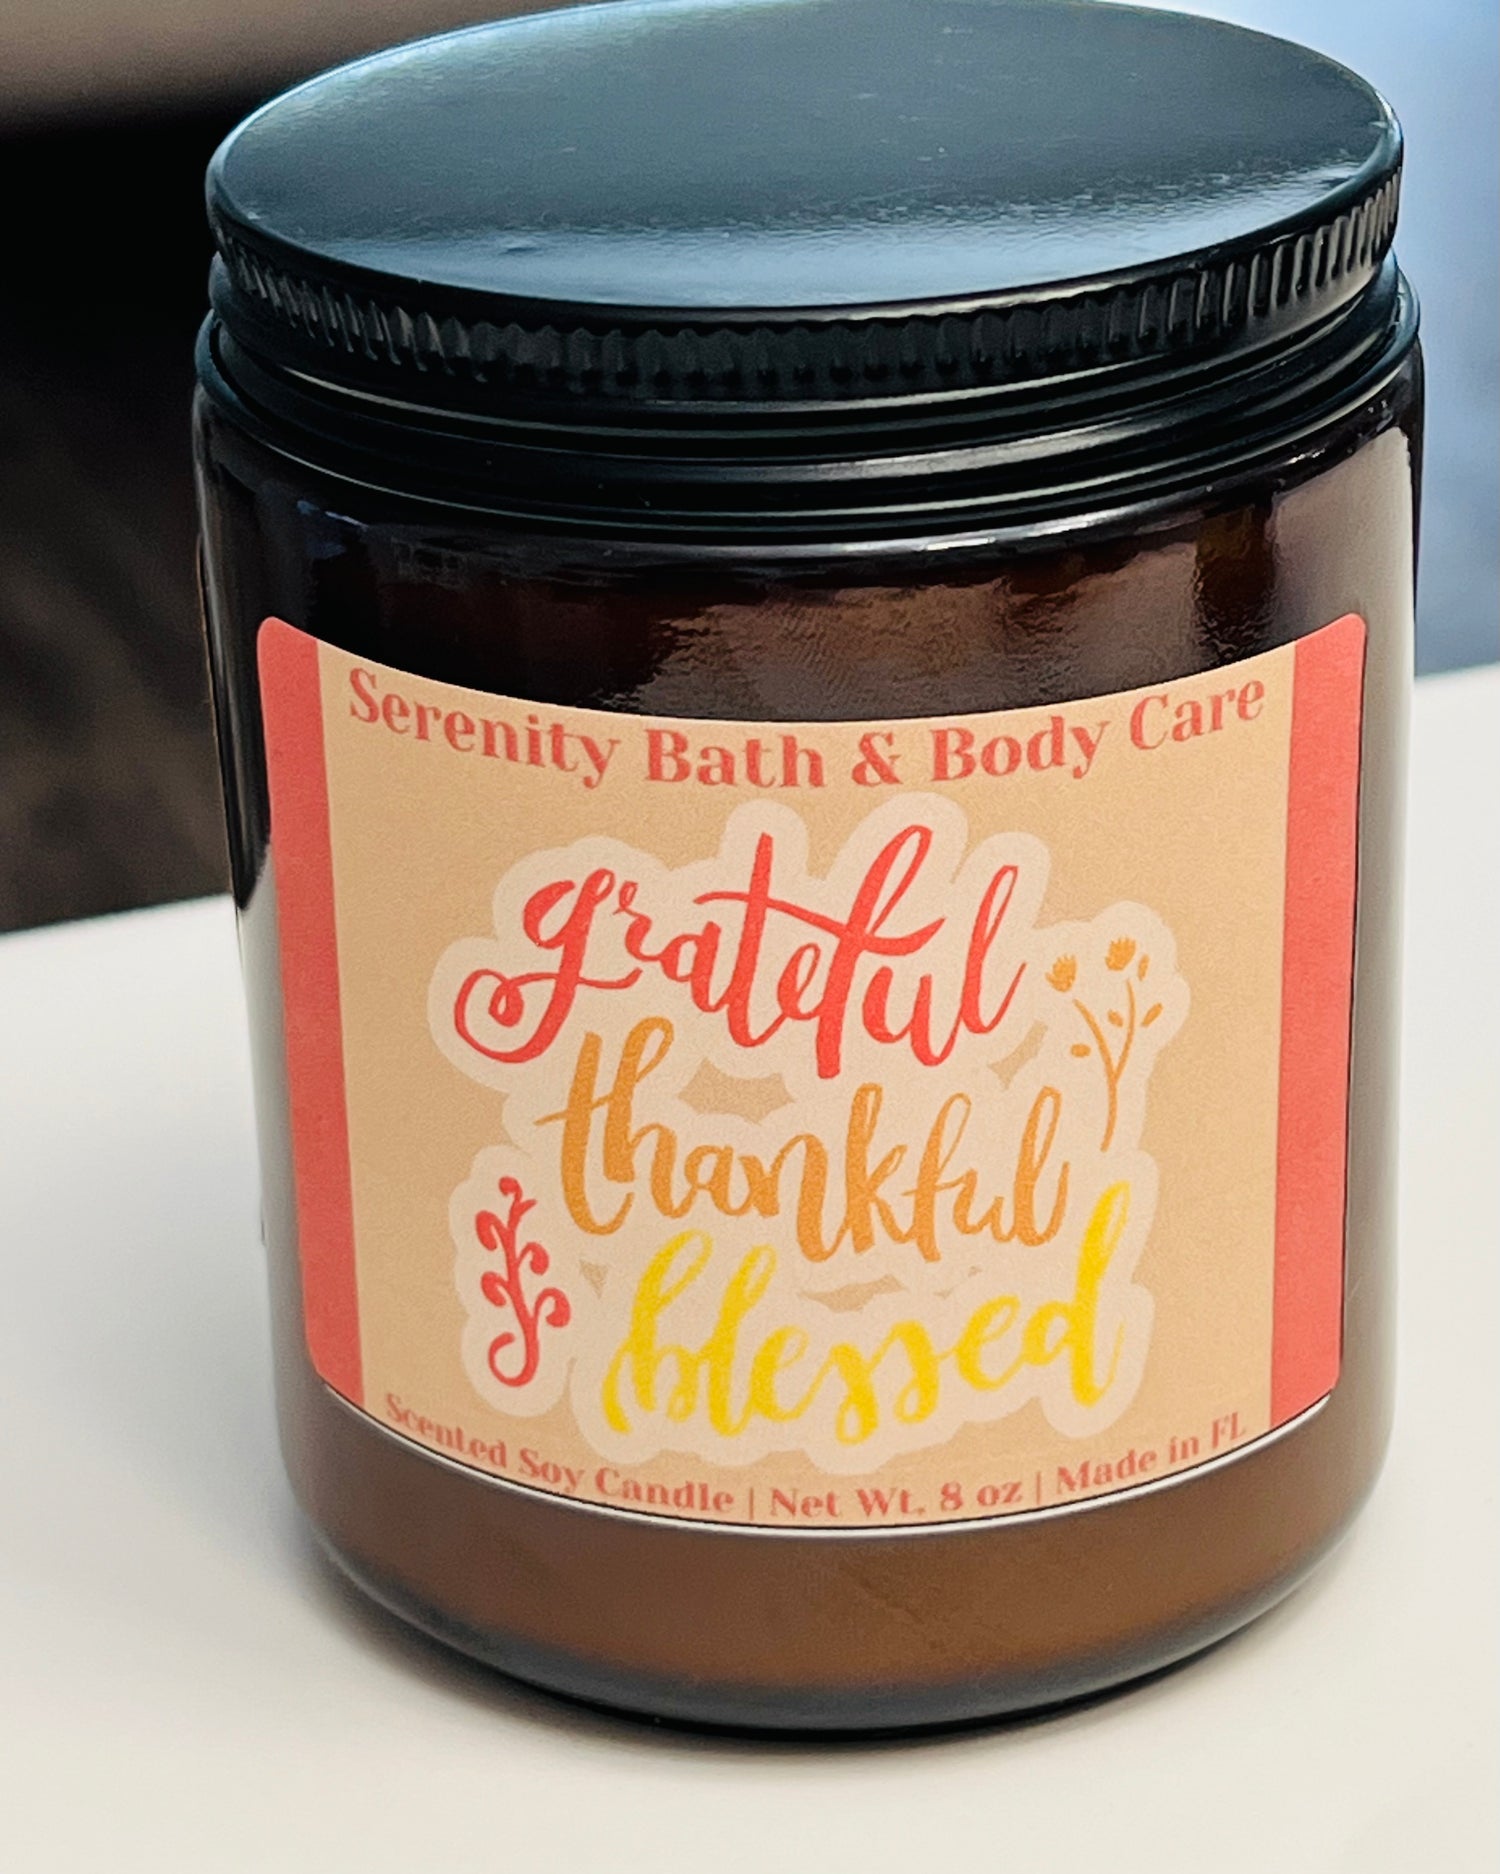 Serenity Bath & Body Care
grateful
thankful
blessed
Scented Soy Candle | Net Wt. 8 oz | Made in FL